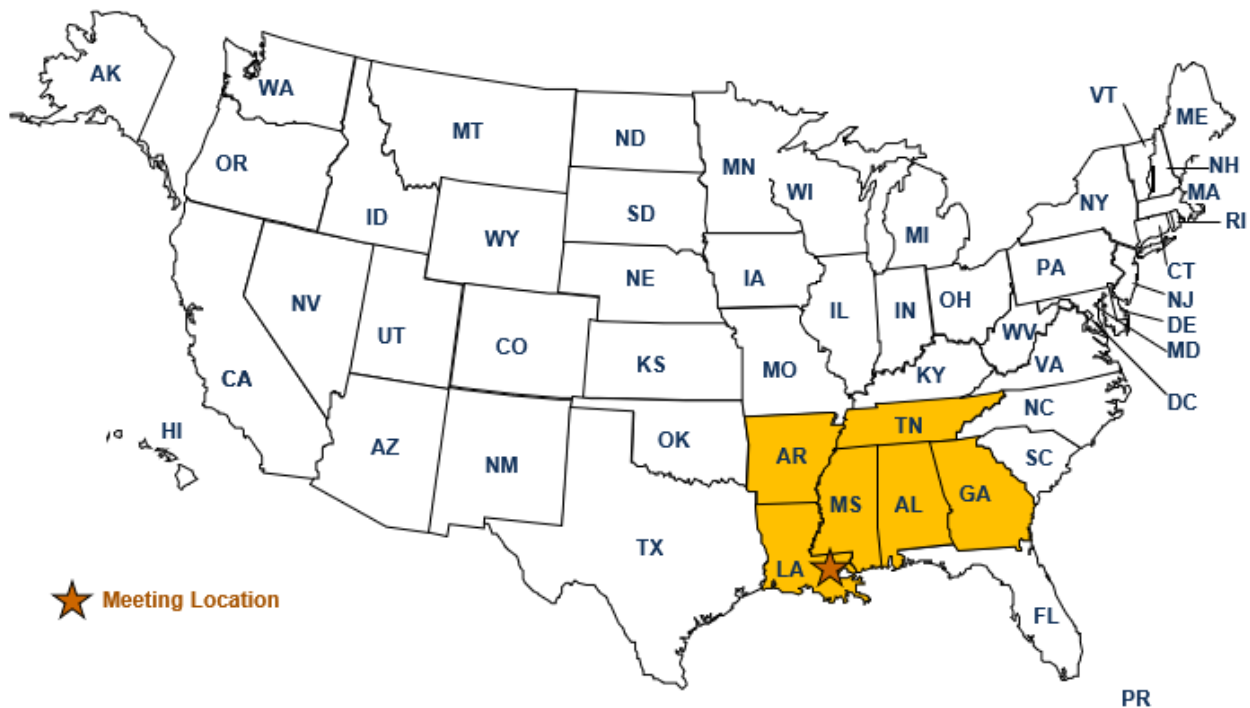 AK
WA
MT
ND
MN
VT
ME
OR
ID
WY
SD
WI
MI
NY
NH
MA
RI
NV
UT
CO
NE
IA
IL
IN
OH
PA
CT
NJ
DE
MD
DC
CA
AZ
NM
KS
MO
KY
WV
VA
HI
OK
AR
TN
NC
SC
TX
LA
MS
AL
GA
FL
Meeting Location
PR